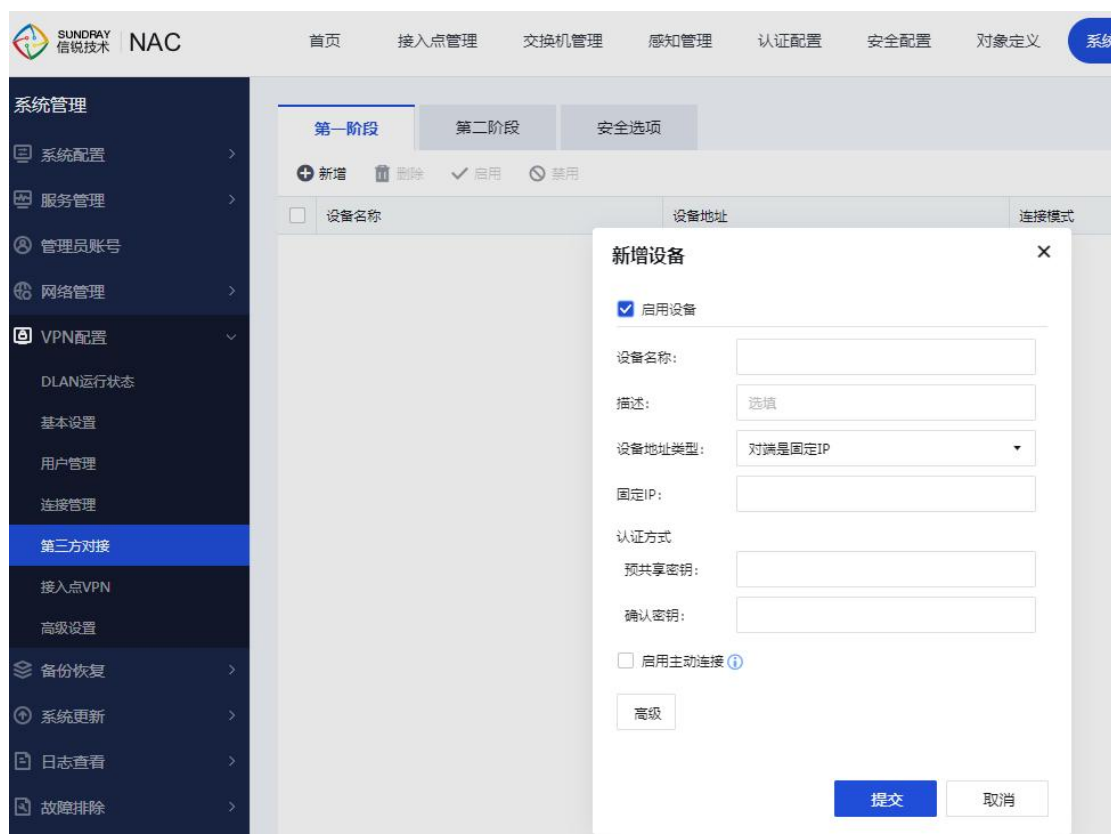 SUNDRAY
信锐技术
NAC
首页 接入点管理 交换机管理 感知管理 认证配置 安全配置 对象定义
系统管理
系统配置
服务管理
管理员账号
网络管理
VPN配置
DLAN运行状态
基本设置
用户管理
连接管理
第三方对接
接入点VPN
高级设置
备份恢复
系统更新
日志查看
故障排除
第一阶段 第二阶段 安全选项
新增 删除 启用 禁用
设备名称 设备地址 连接模式
新增设备
启用设备
设备名称:
描述: 选填
设备地址类型: 对端是固定IP
固定IP:
认证方式
预共享密钥:
确认密钥:
启用主动连接
高级
提交 取消